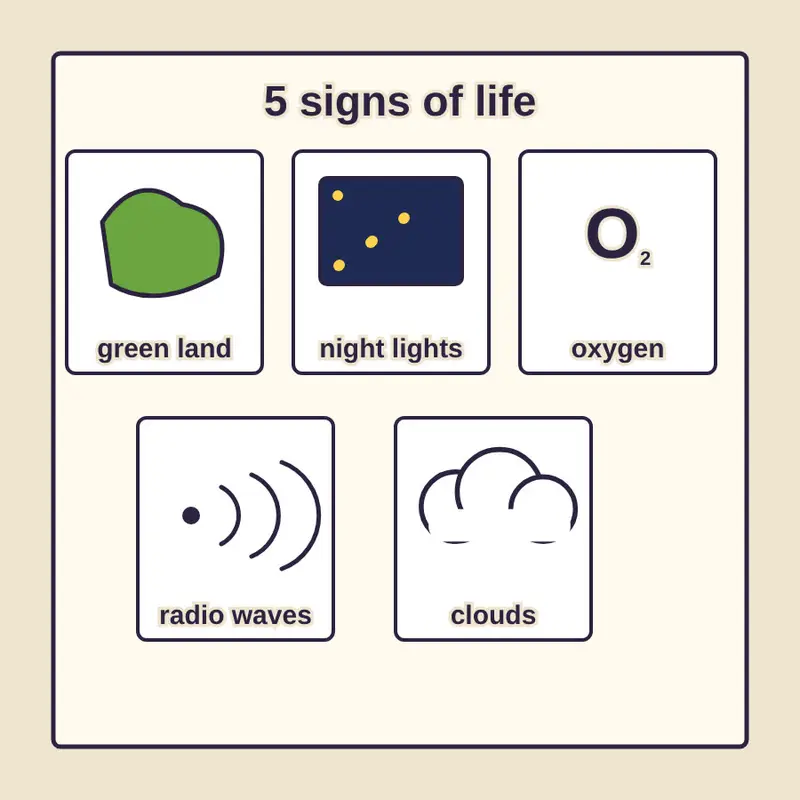 5 signs of life
O₂
green land
night lights
oxygen
radio waves
clouds